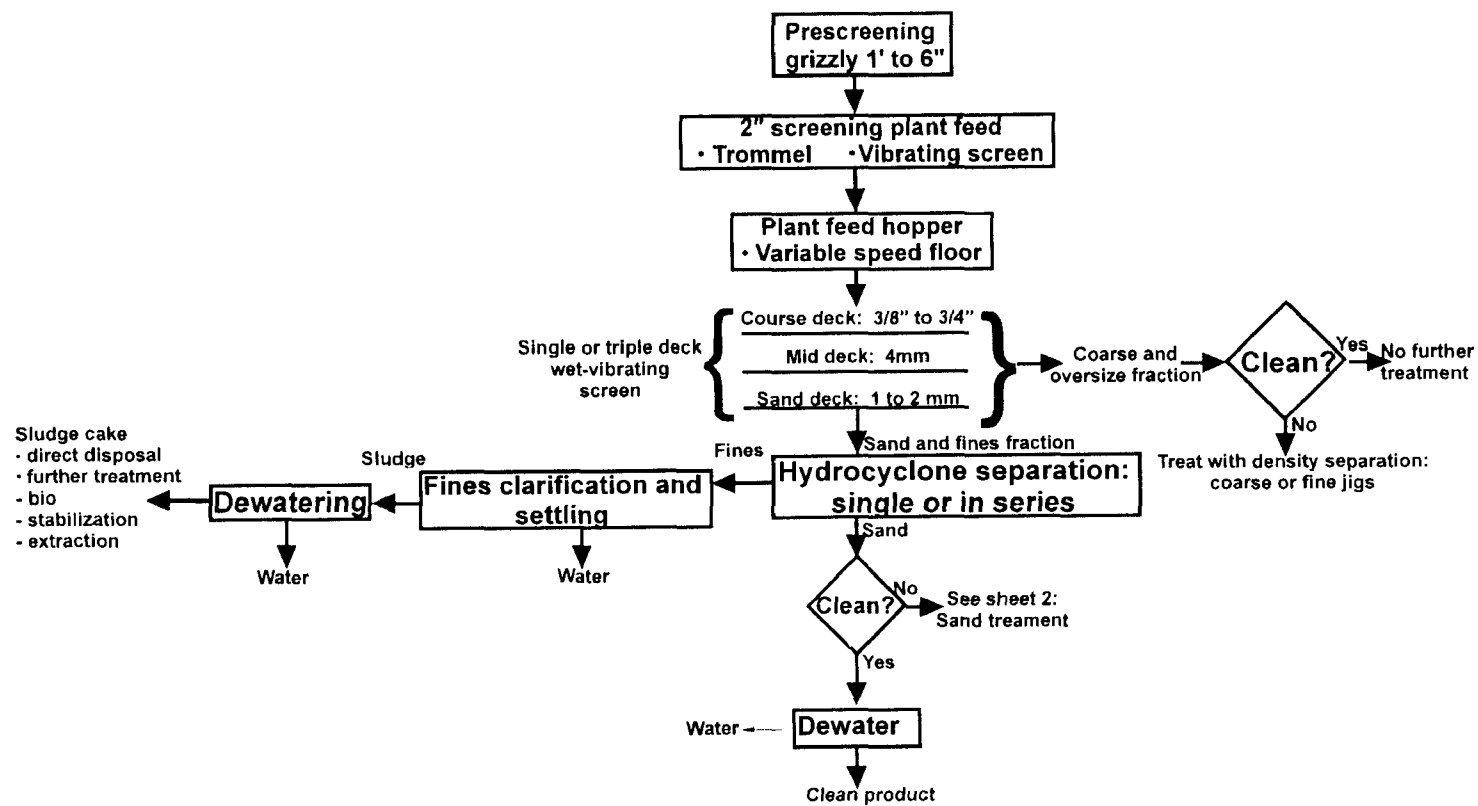 Prescreening
grizzly 1' to 6"
2" screening plant feed
· Trommel · Vibrating screen
Plant feed hopper
· Variable speed floor
Single or triple deck
wet-vibrating
screen
Course deck: 3/8" to 3/4"
Mid deck: 4mm
Sand deck: 1 to 2 mm
Coarse and
oversize fraction
Clean?
Yes
No further
treatment
No
Treat with density separation:
coarse or fine jigs
Sand and fines fraction
Hydrocyclone separation:
single or in series
Fines
Fines clarification and
settling
Water
Sludge
Dewatering
Water
Sludge cake
· direct disposal
· further treatment
- bio
- stabilization
- extraction
Sand
Clean?
No
See sheet 2:
Sand treament
Yes
Dewater
Water
Clean product